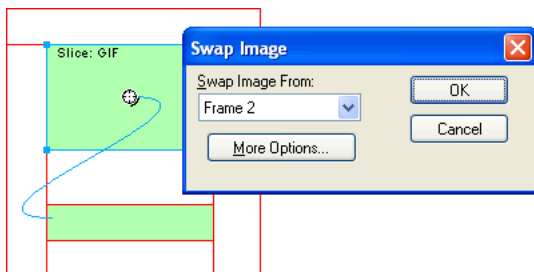 Slice: GIF
Swap Image
Swap Image From:
Frame 2
OK
Cancel
More Options...